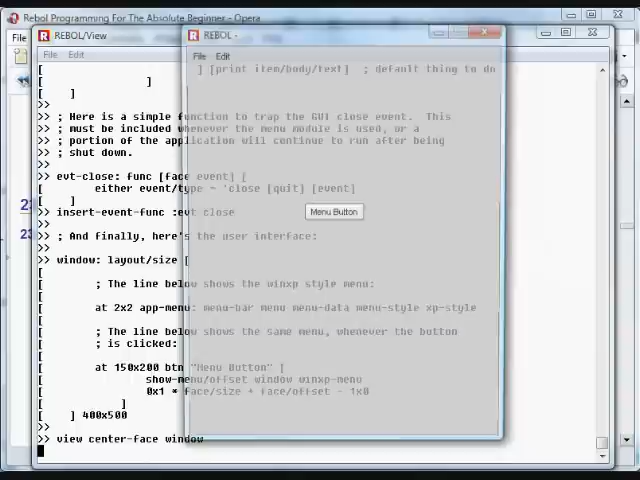 Rebol Programming For The Absolute Beginner - Opera
File
REBOL/View
File Edit
REBOL -
File Edit
[ ] [print item/body/text] ; default thing to do
[ ]
[ ]
>>
>> ; Here is a simple function to trap the GUI close event. This
>> ; must be included whenever the menu module is used, or a
>> ; portion of the application will continue to run after being
>> ; shut down.
>>
>> evt-close: func [face event] [
[ either event/type = 'close [quit] [event]
[ ]
>> insert-event-func :evt-close
>>
>> ; And finally, here's the user interface:
>>
>> window: layout/size [
[
[ ; The line below shows the winxp style menu:
[
[ at 2x2 app-menu: menu-bar menu menu-data menu-style xp-style
[
[ ; The line below shows the same menu, whenever the button
[ ; is clicked:
[
[ at 150x200 btn "Menu Button" [
[ show-menu/offset window winxp-menu
[ 0x1 * face/size + face/offset - 1x0
[ ]
[ ] 400x500
>>
>> view center-face window
Menu Button